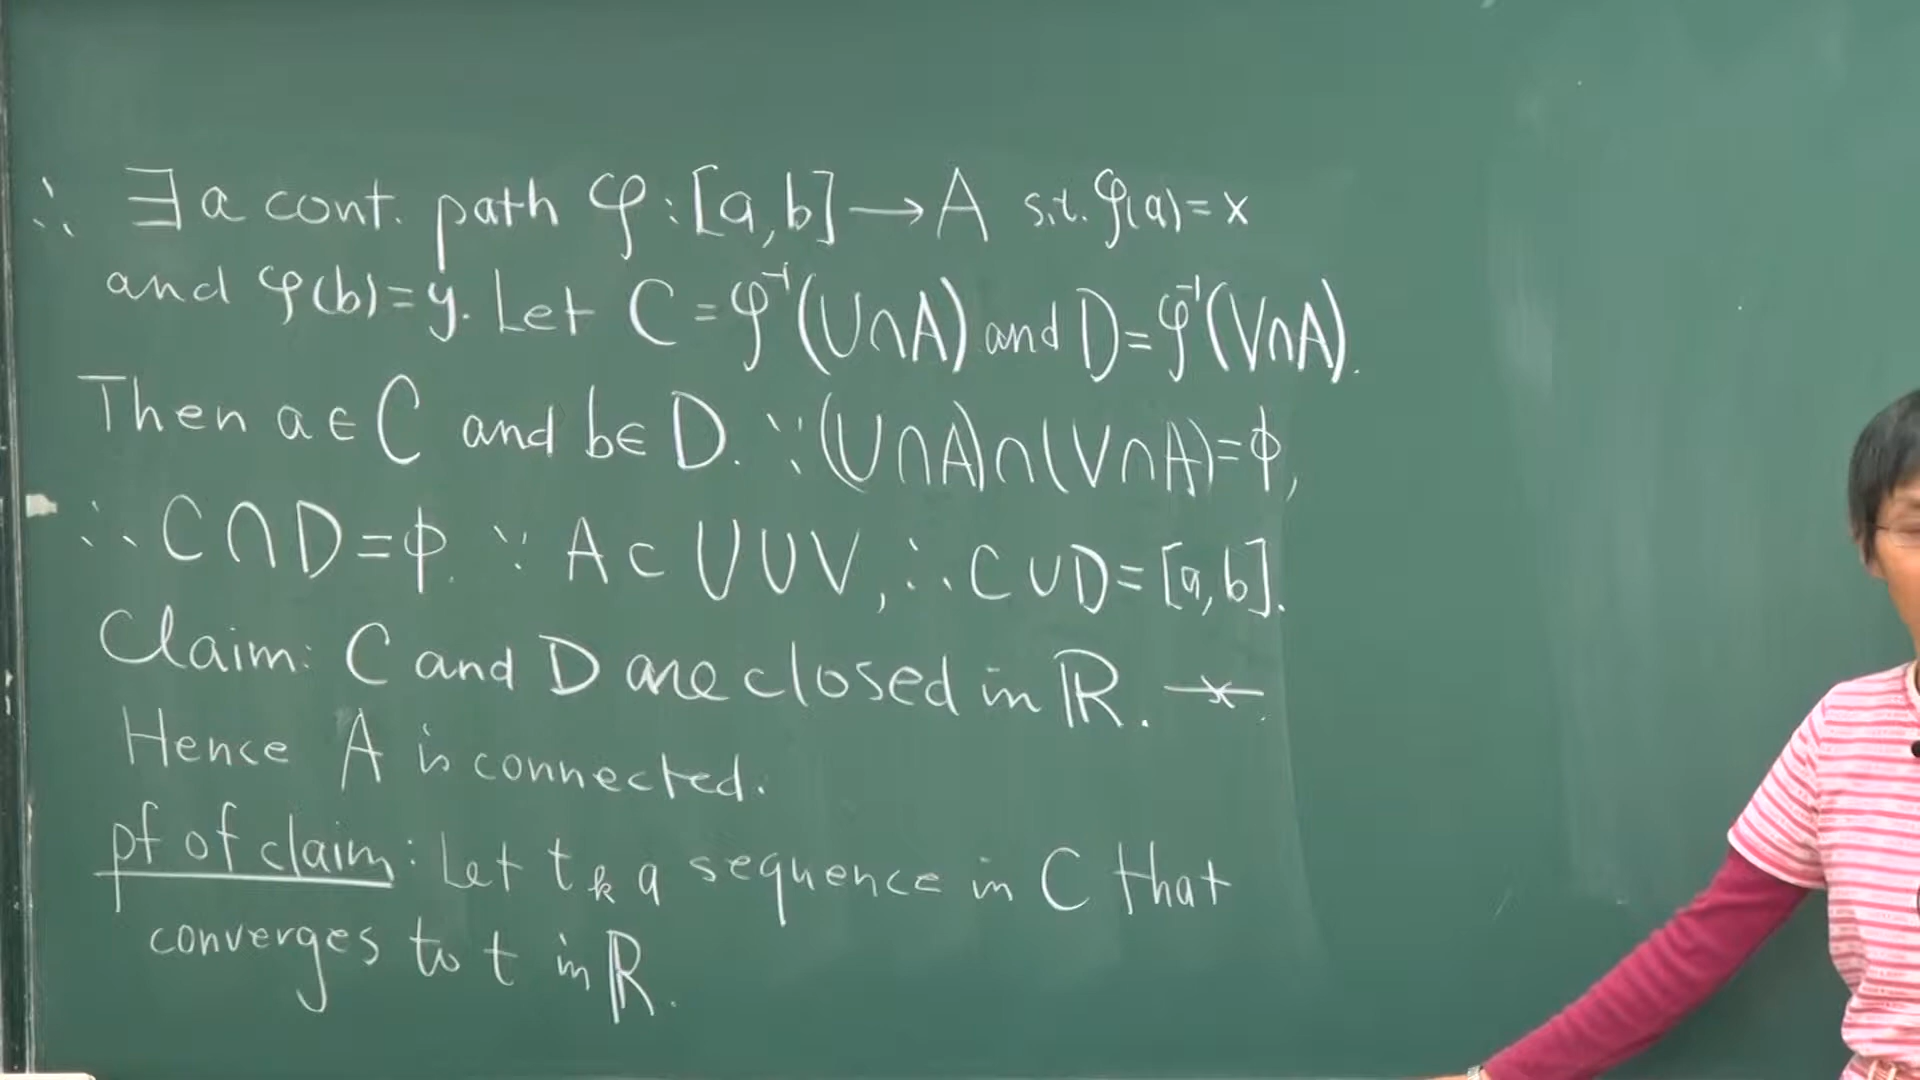 ∴ ∃ a cont. path φ:[a,b]→A s.t. φ(a)=x
and φ(b)=y. Let C=φ⁻¹(U∩A) and D=φ⁻¹(V∩A).
Then a∈C and b∈D. ∵(U∩A)∩(V∩A)=ϕ,
∴ C∩D=ϕ. ∵ A⊂U∪V, ∴ C∪D=[a,b].
Claim: C and D are closed in ℝ. —×—.
Hence A is connected.
pf of claim: Let t_k a sequence in C that
converges to t in ℝ.